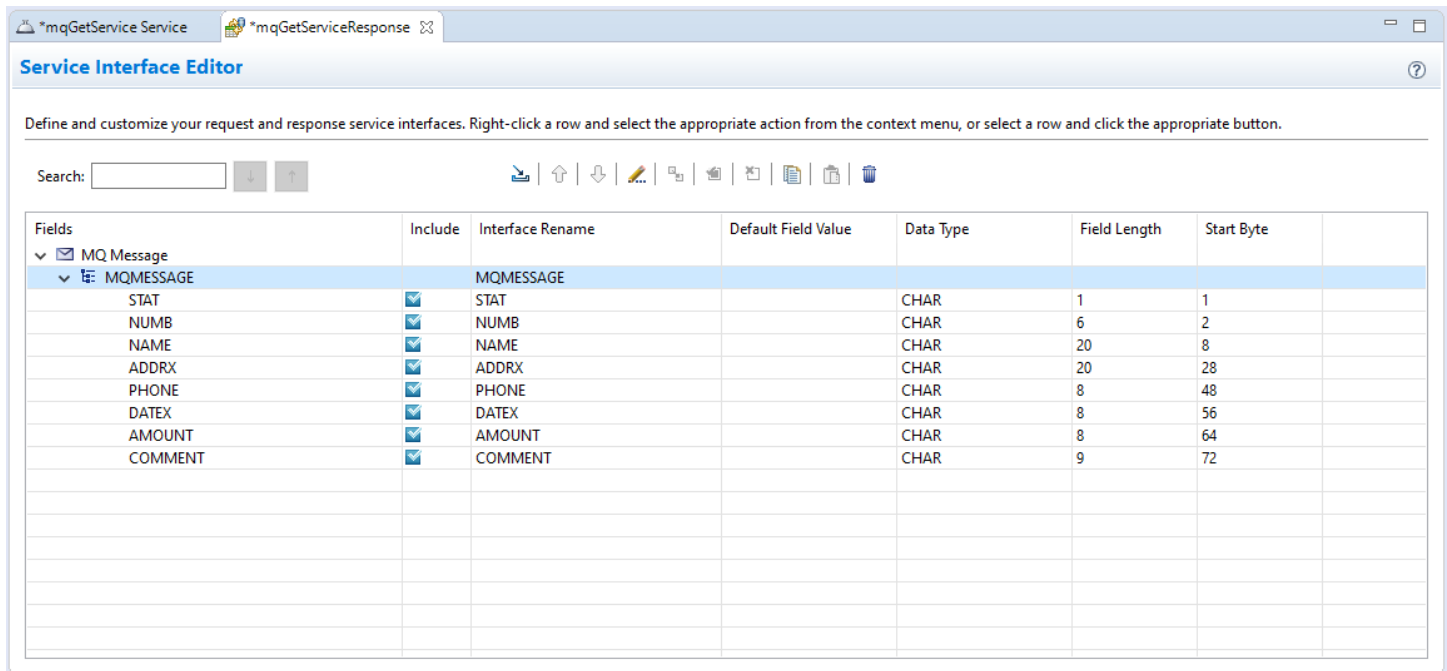 *mqGetService Service *mqGetServiceResponse
Service Interface Editor
Define and customize your request and response service interfaces. Right-click a row and select the appropriate action from the context menu, or select a row and click the appropriate button.
Search:
Fields Include Interface Rename Default Field Value Data Type Field Length Start Byte
MQ Message
MQMESSAGE MQMESSAGE
STAT STAT CHAR 1 1
NUMB NUMB CHAR 6 2
NAME NAME CHAR 20 8
ADDRX ADDRX CHAR 20 28
PHONE PHONE CHAR 8 48
DATEX DATEX CHAR 8 56
AMOUNT AMOUNT CHAR 8 64
COMMENT COMMENT CHAR 9 72